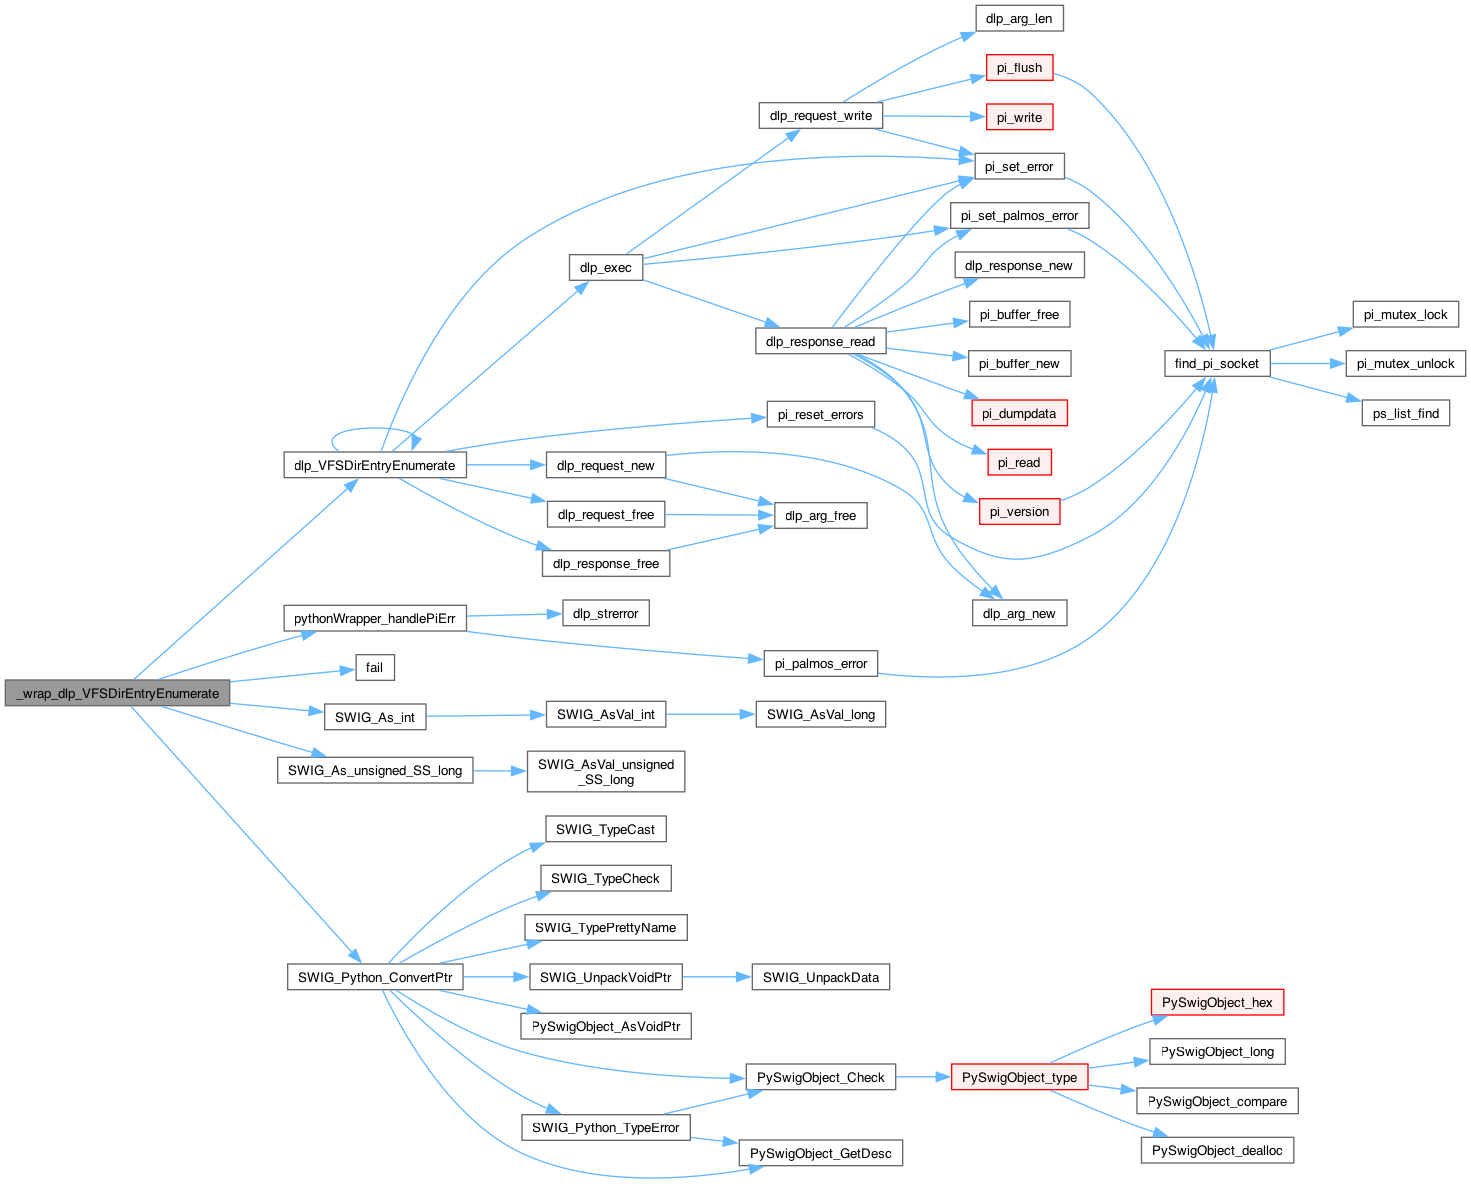 dlp_arg_len
pi_flush
dlp_request_write
pi_write
pi_set_error
pi_set_palmos_error
dlp_exec
dlp_response_new
pi_buffer_free
pi_mutex_lock
dlp_response_read
pi_buffer_new
find_pi_socket
pi_mutex_unlock
pi_reset_errors
pi_dumpdata
ps_list_find
dlp_VFSDirEntryEnumerate
dlp_request_new
pi_read
dlp_request_free
dlp_arg_free
pi_version
dlp_response_free
pythonWrapper_handlePiErr
dlp_strerror
dlp_arg_new
fail
pi_palmos_error
_wrap_dlp_VFSDirEntryEnumerate
SWIG_As_int
SWIG_AsVal_int
SWIG_AsVal_long
SWIG_As_unsigned_SS_long
SWIG_AsVal_unsigned
_SS_long
SWIG_TypeCast
SWIG_TypeCheck
SWIG_TypePrettyName
SWIG_Python_ConvertPtr
SWIG_UnpackVoidPtr
SWIG_UnpackData
PySwigObject_hex
PySwigObject_AsVoidPtr
PySwigObject_long
PySwigObject_Check
PySwigObject_type
PySwigObject_compare
SWIG_Python_TypeError
PySwigObject_GetDesc
PySwigObject_dealloc